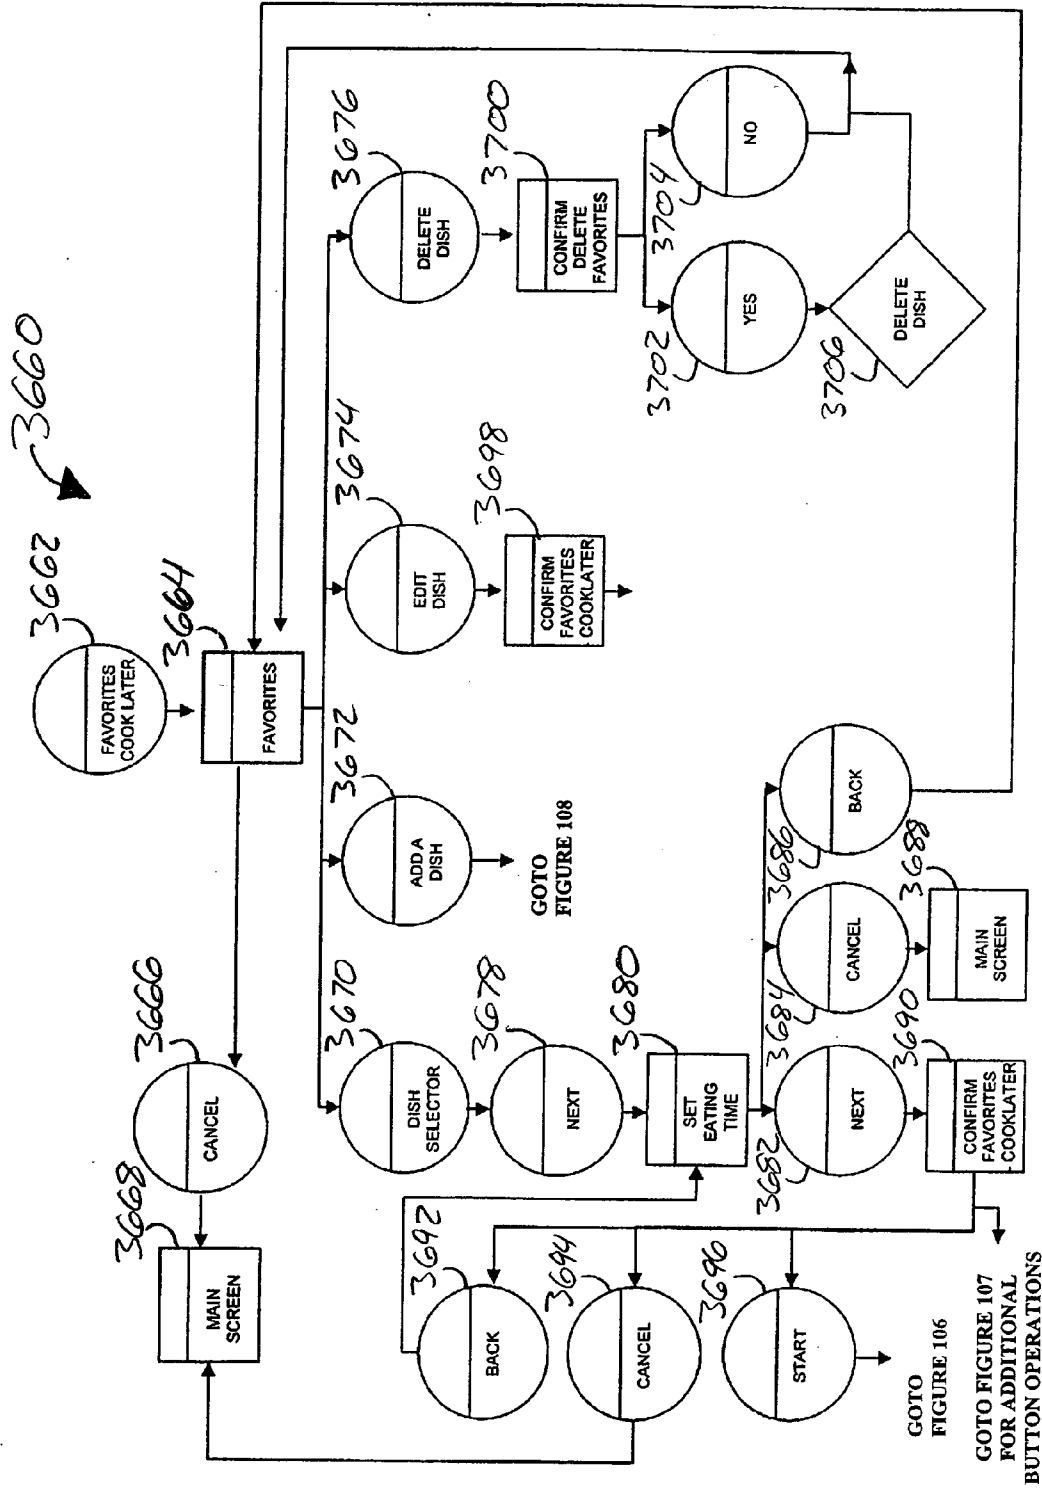 3660
3662
FAVORITES
COOK LATER
3664
FAVORITES
3666
CANCEL
3668
MAIN
SCREEN
3670
DISH
SELECTOR
3672
ADD A
DISH
GOTO
FIGURE 108
3674
EDIT
DISH
3676
DELETE
DISH
3678
NEXT
3698
CONFIRM
FAVORITES
-COOKLATER
3700
CONFIRM
DELETE
FAVORITES
3680
SET
EATING
TIME
3702
YES
3704
NO
3706
DELETE
DISH
3682
NEXT
3684
CANCEL
3686
BACK
3688
MAIN
SCREEN
3690
CONFIRM
FAVORITES
-COOKLATER
3692
BACK
3694
CANCEL
3696
START
GOTO
FIGURE 106
GOTO FIGURE 107
FOR ADDITIONAL
BUTTON OPERATIONS